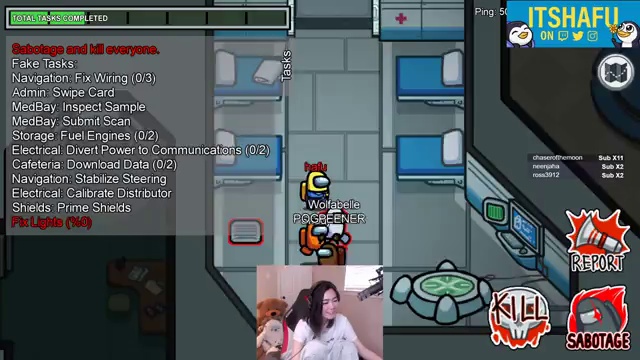 TOTAL TASKS COMPLETED
Ping: 50
ITSHAFU
ON
Sabotage and kill everyone.
Fake Tasks:
Navigation: Fix Wiring (0/3)
Admin: Swipe Card
MedBay: Inspect Sample
MedBay: Submit Scan
Storage: Fuel Engines (0/2)
Electrical: Divert Power to Communications (0/2)
Cafeteria: Download Data (0/2)
Navigation: Stabilize Steering
Electrical: Calibrate Distributor
Shields: Prime Shields
Fix Lights (%0)
Tasks
chaserofthemoon Sub X11
neenjaha Sub X2
ross3912 Sub X2
hafu
Wolfabelle
POGPEENER
REPORT
KILL
SABOTAGE